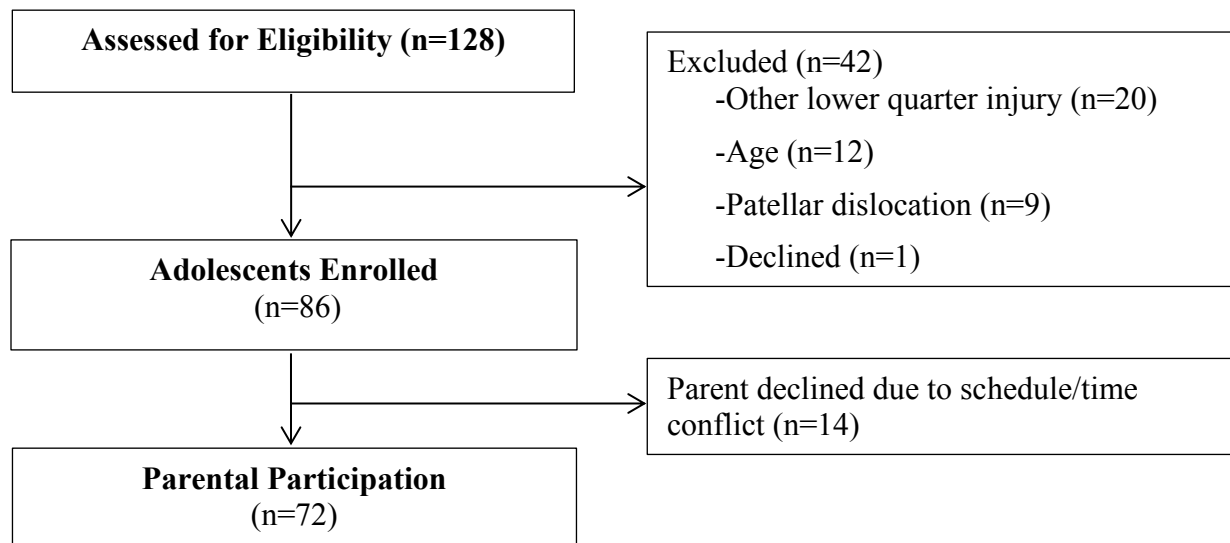 Assessed for Eligibility (n=128)
Excluded (n=42)
-Other lower quarter injury (n=20)
-Age (n=12)
-Patellar dislocation (n=9)
-Declined (n=1)
Adolescents Enrolled
(n=86)
Parent declined due to schedule/time
conflict (n=14)
Parental Participation
(n=72)